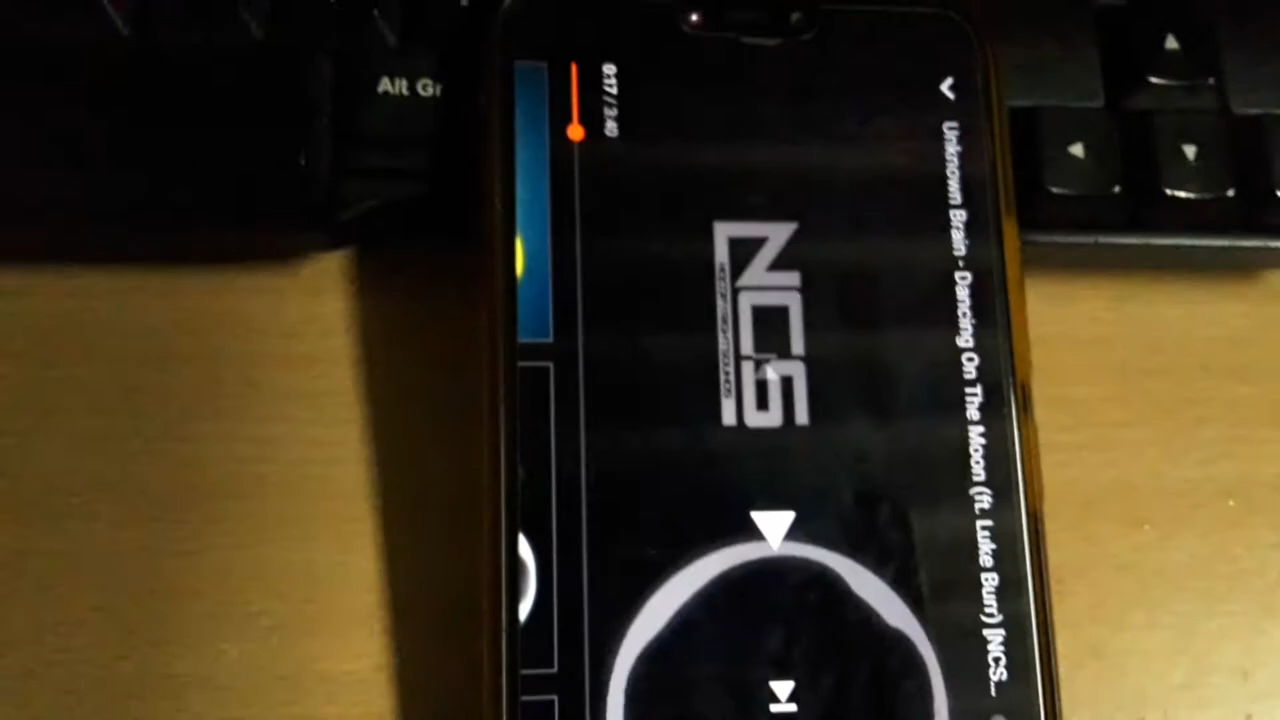 Alt Gr
Unknown Brain - Dancing On The Moon (ft. Luke Burr) [NCS...
NCS
0:17 / 3:40